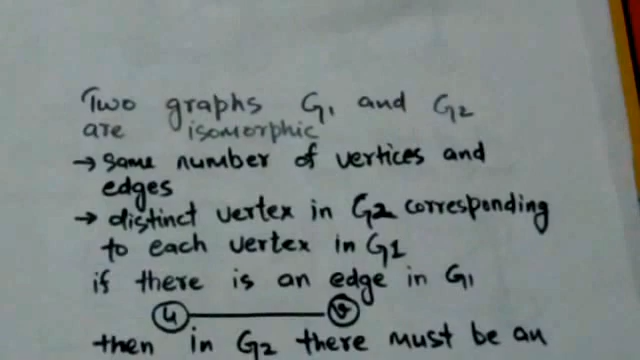 Two graphs G1 and G2
are isomorphic
→ same number of vertices and
edges
→ distinct vertex in G2 corresponding
to each vertex in G1
if there is an edge in G1
u v
then in G2 there must be an